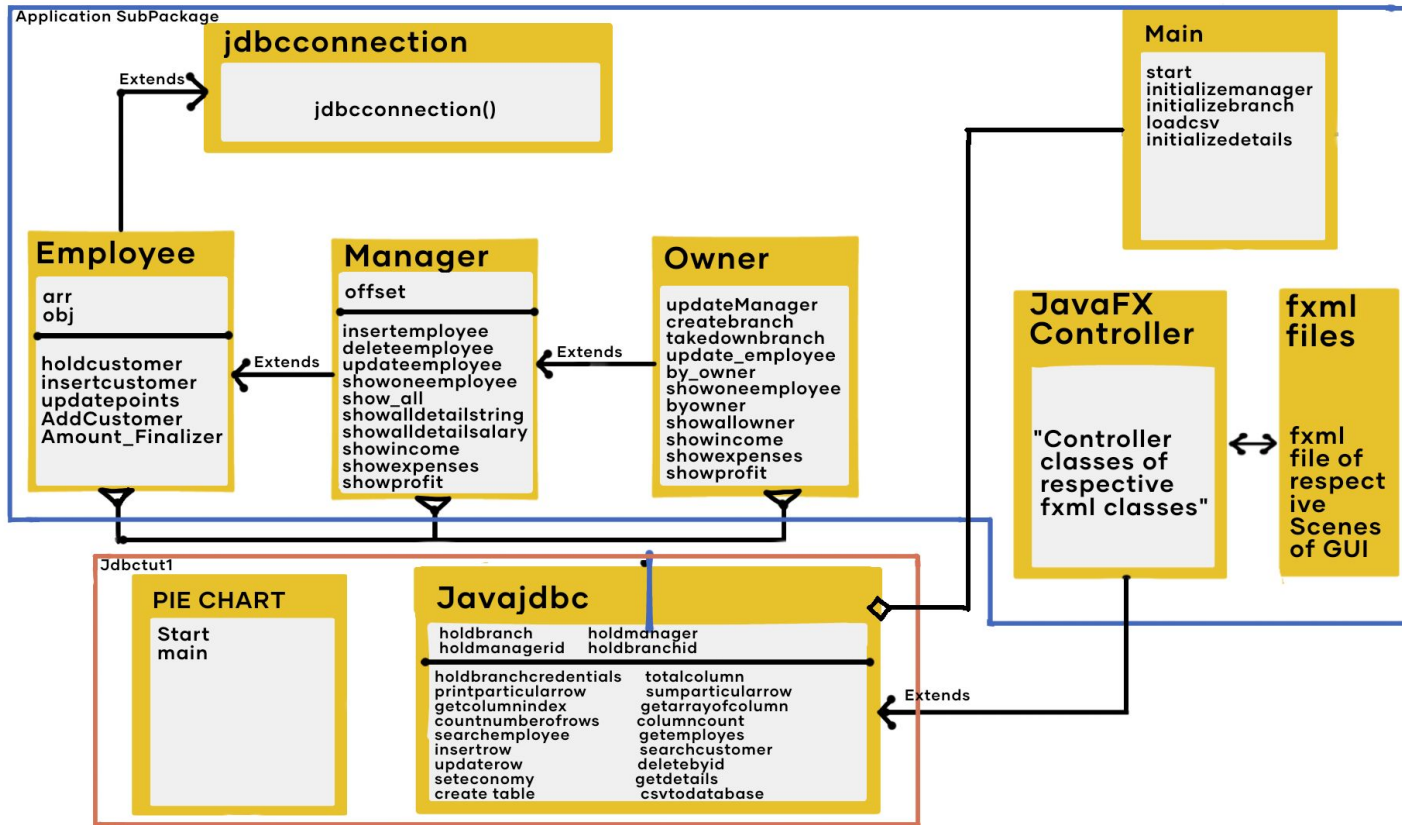 Application SubPackage
jdbcconnection
jdbcconnection()
Extends
Main
start
initializemanager
initializebranch
loadcsv
initializedetails
Employee
arr
obj
holdcustomer
insertcustomer
updatepoints
AddCustomer
Amount_Finalizer
Extends
Manager
offset
insertemployee
deleteemployee
updateemployee
showoneemployee
show_all
showalldetailstring
showalldetailsalary
showincome
showexpenses
showprofit
Extends
Owner
updateManager
createbranch
takedownbranch
update_employee
by_owner
showoneemployee
byowner
showallowner
showincome
showexpenses
showprofit
JavaFX
Controller
"Controller
classes of
respective
fxml classes"
fxml
files
fxml
file of
respect
ive
Scenes
of GUI
Jdbctut1
PIE CHART
Start
main
Javajdbc
holdbranch holdmanager
holdmanagerid holdbranchid
holdbranchcredentials totalcolumn
printparticularrow sumparticularrow
getcolumnindex getarrayofcolumn
countnumberofrows columncount
searchemployee getemployes
insertrow searchcustomer
updaterow deletebyid
seteconomy getdetails
create table csvtodatabase
Extends